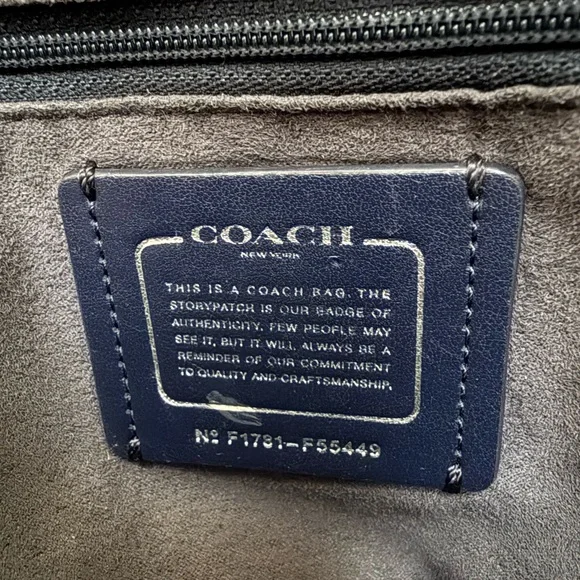 COACH
NEW YORK
THIS IS A COACH BAG. THE
STORYPATCH IS OUR BADGE OF
AUTHENTICITY. FEW PEOPLE MAY
SEE IT, BUT IT WILL ALWAYS BE A
REMINDER OF OUR COMMITMENT
TO QUALITY AND CRAFTSMANSHIP.
Nº F1781-F55449